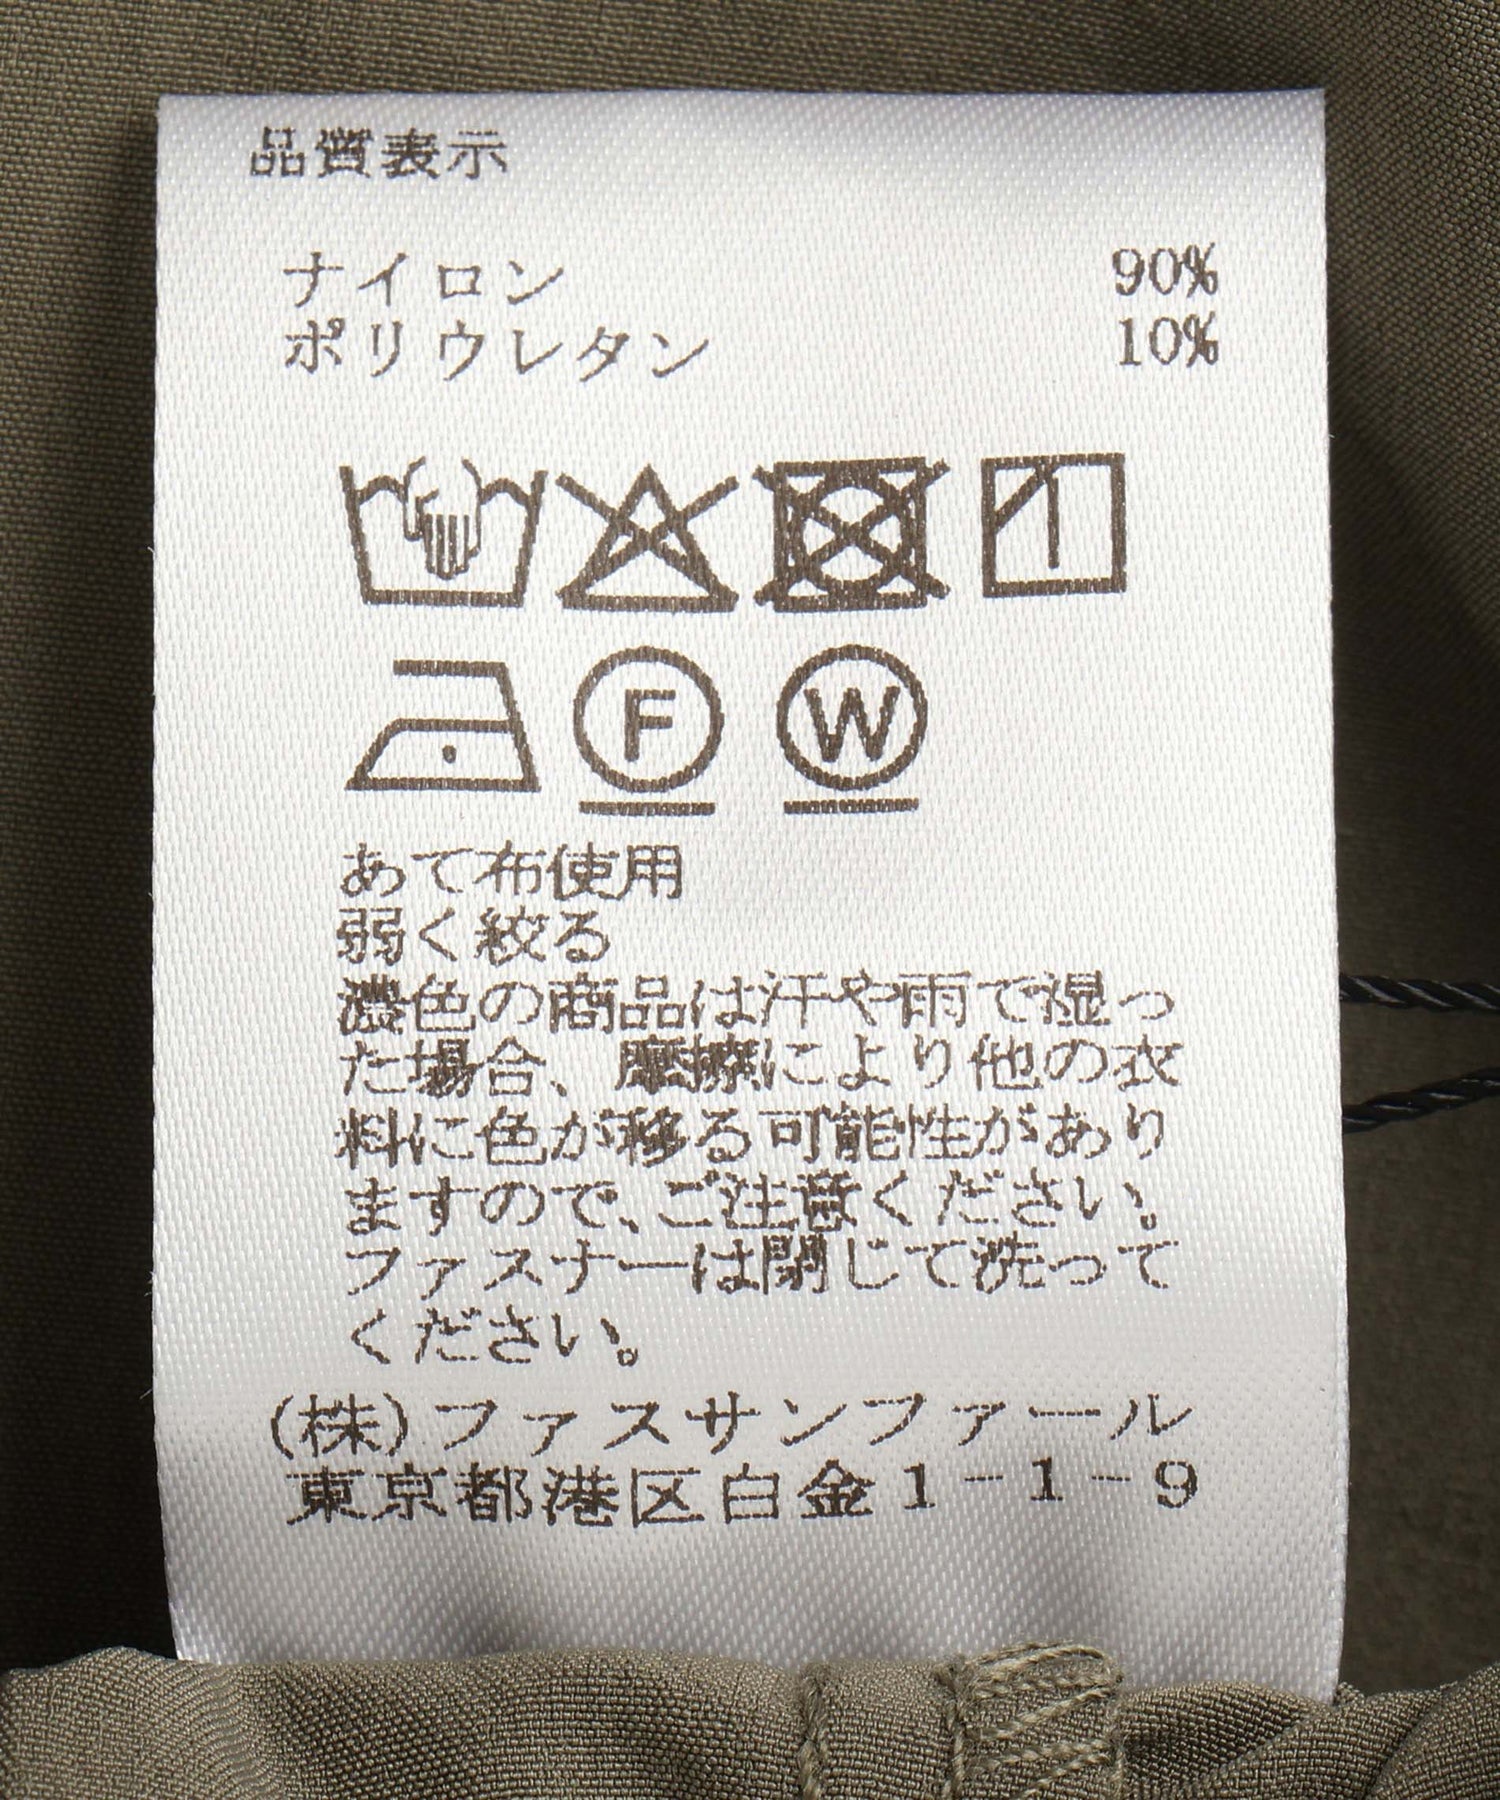 品質表示
ナイロン 90%
ポリウレタン 10%
F W
あて布使用
弱く絞る
濃色の商品は汗や雨で湿っ
た場合、摩擦により他の衣
料に色が移る可能性があり
ますので、ご注意ください。
ファスナーは閉じて洗って
ください。
(株)ファスサンファール
東京都港区白金1-1-9